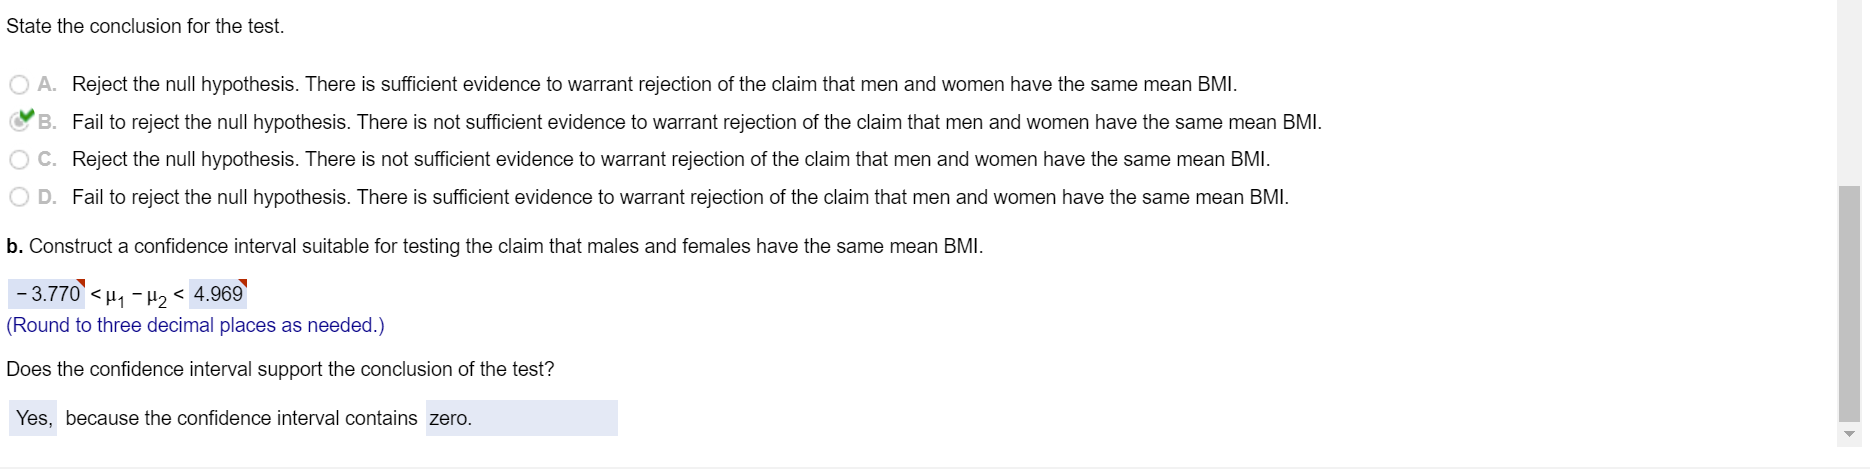 State the conclusion for the test.
A. Reject the null hypothesis. There is sufficient evidence to warrant rejection of the claim that men and women have the same mean BMI.
B. Fail to reject the null hypothesis. There is not sufficient evidence to warrant rejection of the claim that men and women have the same mean BMI.
C. Reject the null hypothesis. There is not sufficient evidence to warrant rejection of the claim that men and women have the same mean BMI.
D. Fail to reject the null hypothesis. There is sufficient evidence to warrant rejection of the claim that men and women have the same mean BMI.
b. Construct a confidence interval suitable for testing the claim that males and females have the same mean BMI.
− 3.770 < μ₁ − μ₂ < 4.969
(Round to three decimal places as needed.)
Does the confidence interval support the conclusion of the test?
Yes, because the confidence interval contains zero.